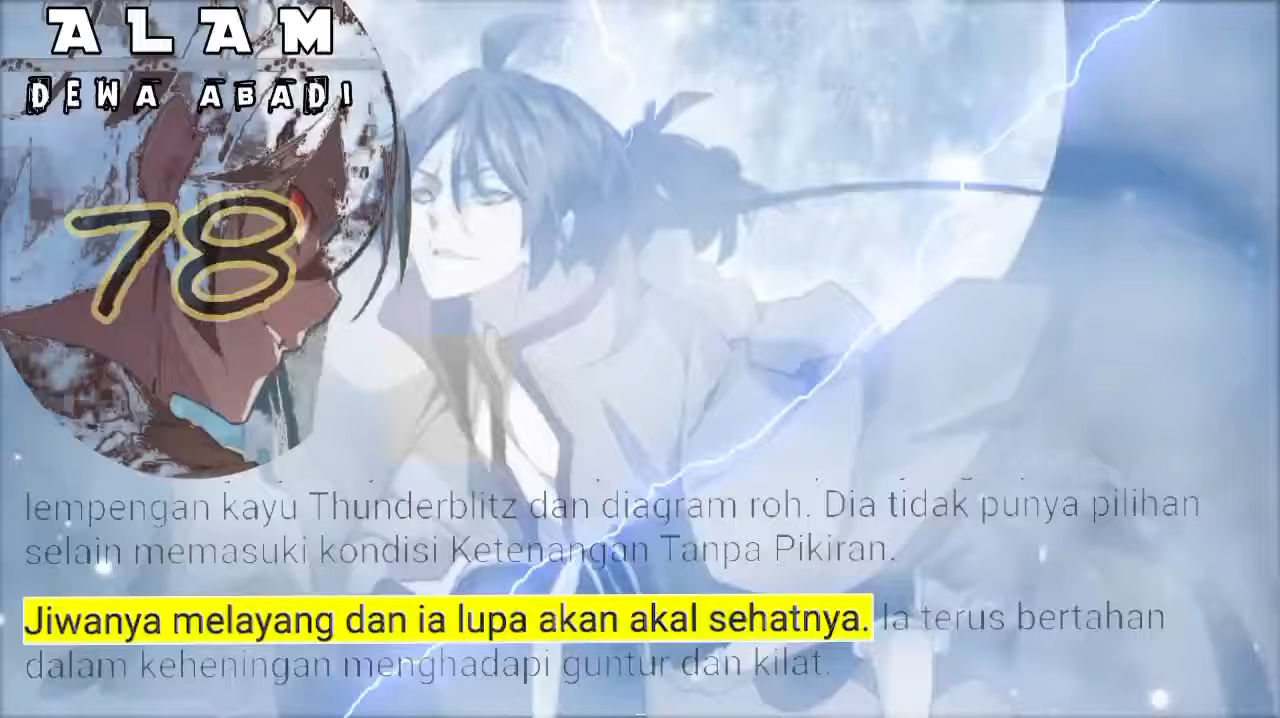 ALAM
DEWA ABADI
78
lempengan kayu Thunderblitz dan diagram roh. Dia tidak punya pilihan
selain memasuki kondisi Ketenangan Tanpa Pikiran.
Jiwanya melayang dan ia lupa akan akal sehatnya. Ia terus bertahan
dalam keheningan menghadapi guntur dan kilat.